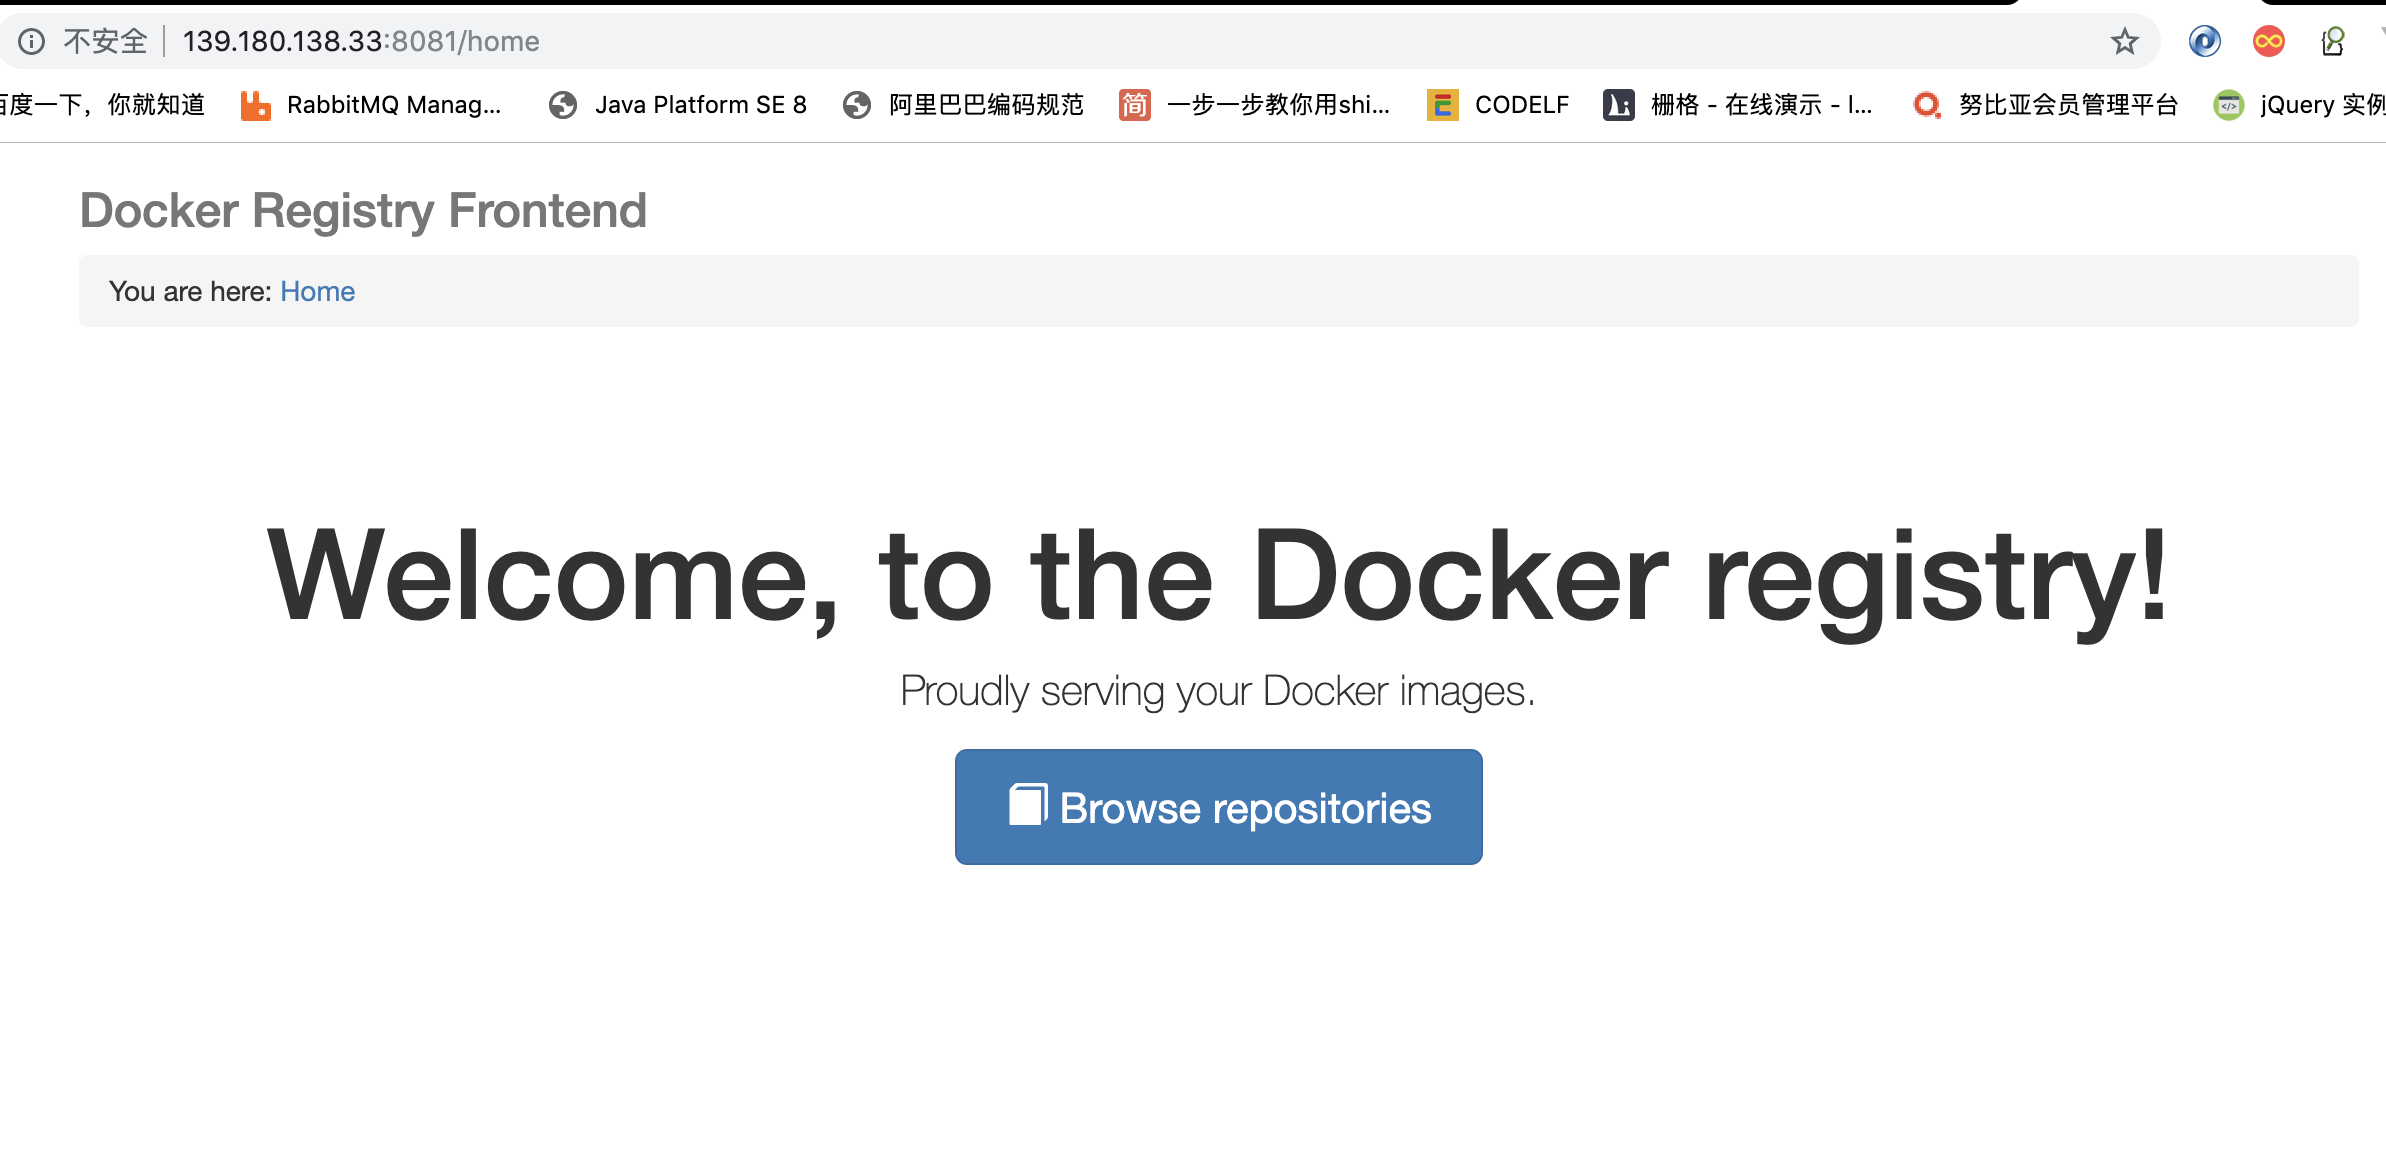 不安全 139.180.138.33:8081/home
百度一下，你就知道 RabbitMQ Manag... Java Platform SE 8 阿里巴巴编码规范 简 一步一步教你用shi... CODELF 栅格 - 在线演示 - l... 努比亚会员管理平台 jQuery 实例
Docker Registry Frontend
You are here: Home
Welcome, to the Docker registry!
Proudly serving your Docker images.
Browse repositories